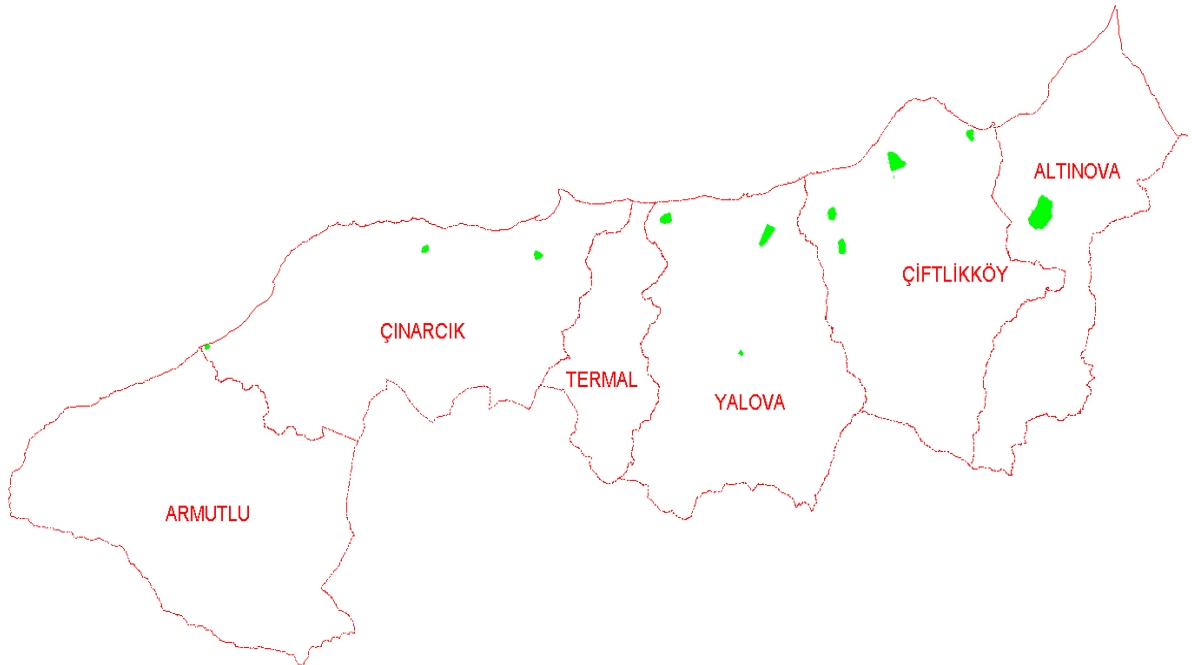 ALTINOVA
ÇİFTLİKKÖY
ÇINARCIK
TERMAL
YALOVA
ARMUTLU